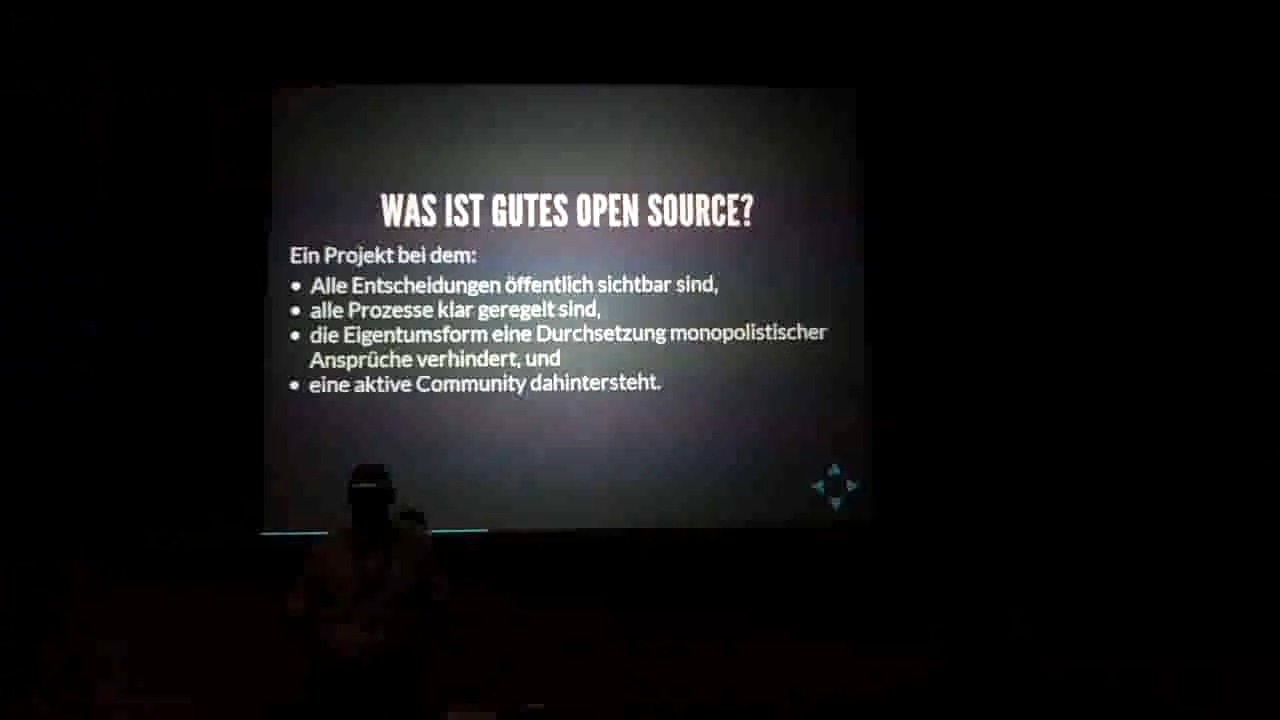 WAS IST GUTES OPEN SOURCE?
Ein Projekt bei dem:
• Alle Entscheidungen öffentlich sichtbar sind,
• alle Prozesse klar geregelt sind,
• die Eigentumsform eine Durchsetzung monopolistischer
Ansprüche verhindert, und
• eine aktive Community dahintersteht.